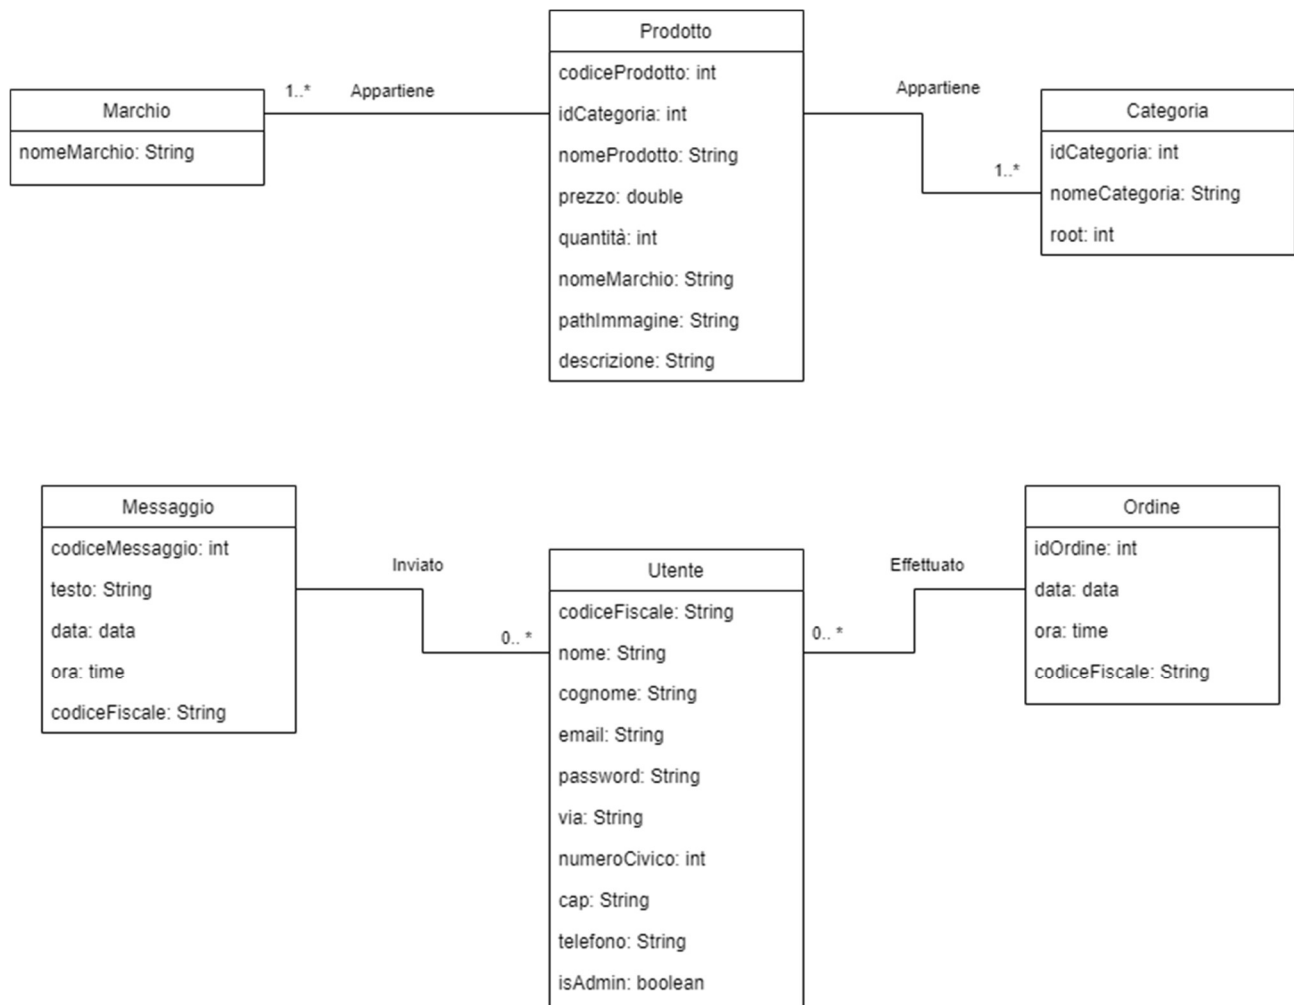 Prodotto
codiceProdotto: int
idCategoria: int
nomeProdotto: String
prezzo: double
quantità: int
nomeMarchio: String
pathImmagine: String
descrizione: String
1..*
Appartiene
Marchio
nomeMarchio: String
Appartiene
1..*
Categoria
idCategoria: int
nomeCategoria: String
root: int
Messaggio
codiceMessaggio: int
testo: String
data: data
ora: time
codiceFiscale: String
Inviato
0.. *
Utente
codiceFiscale: String
nome: String
cognome: String
email: String
password: String
via: String
numeroCivico: int
cap: String
telefono: String
isAdmin: boolean
Effettuato
0.. *
Ordine
idOrdine: int
data: data
ora: time
codiceFiscale: String